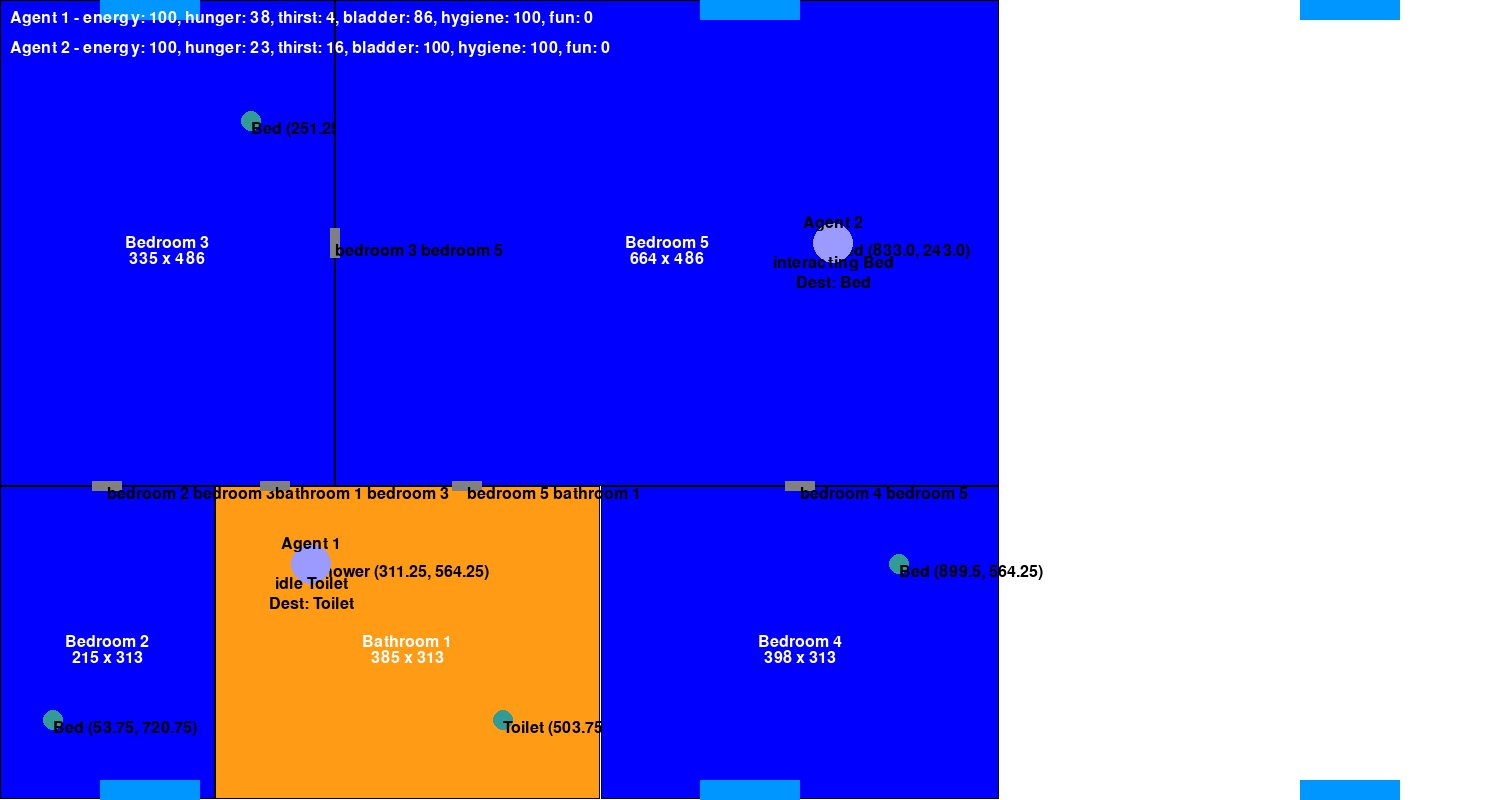 Agent 1 - energy: 100, hunger: 38, thirst: 4, bladder: 86, hygiene: 100, fun: 0
Agent 2 - energy: 100, hunger: 23, thirst: 16, bladder: 100, hygiene: 100, fun: 0
Bed (251.25
Agent 2
Bedroom 3
335 x 486
bedroom 3 bedroom 5
Bedroom 5
664 x 486
(833.0, 243.0)
interacting Bed
Dest: Bed
bedroom 2 bedroom 3
bathroom 1 bedroom 3
bedroom 5 bathroom 1
bedroom 4 bedroom 5
Agent 1
(311.25, 564.25)
idle Toilet
Dest: Toilet
Bed (899.5, 564.25)
Bedroom 2
215 x 313
Bathroom 1
385 x 313
Bedroom 4
398 x 313
Bed (53.75, 720.75)
Toilet (503.75